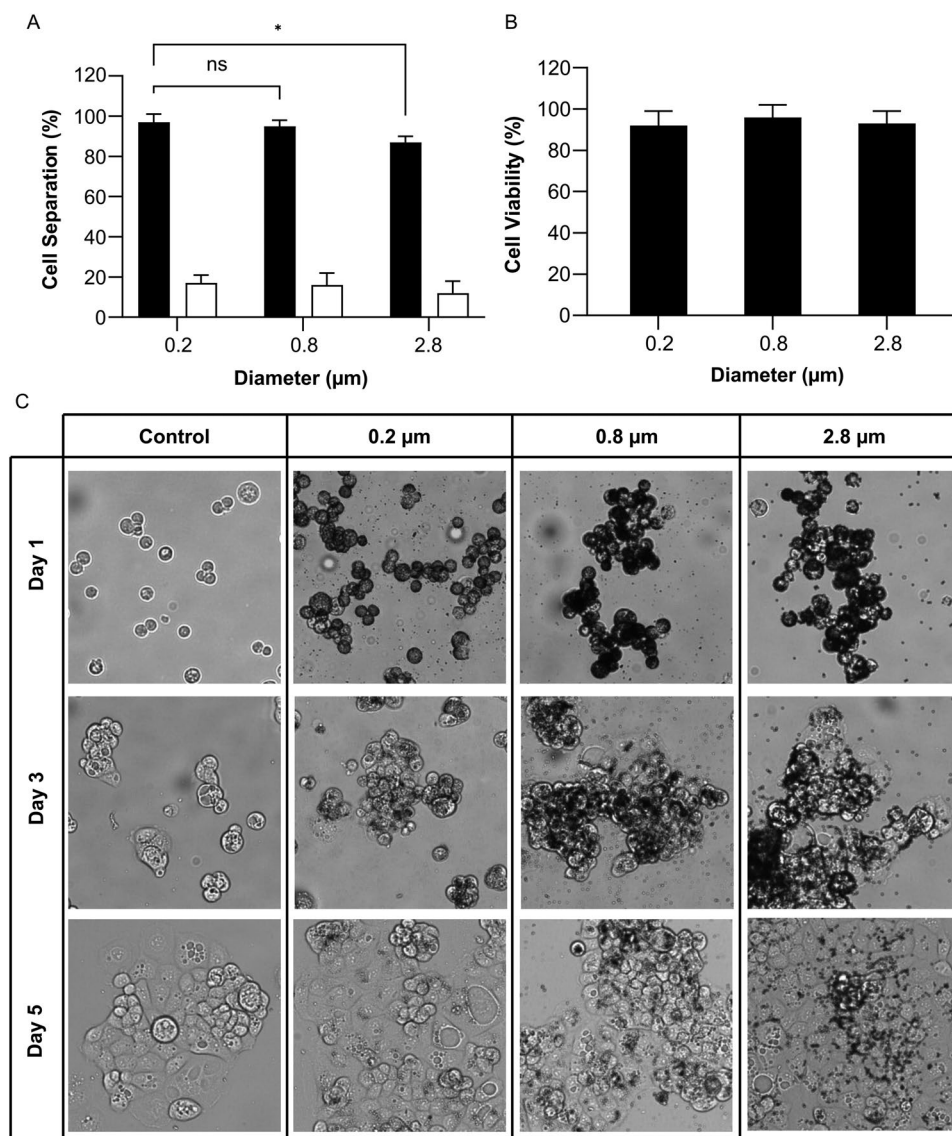 A
B
*
ns
Cell Separation (%)
120
100
80
60
40
20
0
0.2
0.8
2.8
Diameter (µm)
Cell Viability (%)
120
100
80
60
40
20
0
0.2
0.8
2.8
Diameter (µm)
C
Control
0.2 µm
0.8 µm
2.8 µm
Day 1
Day 3
Day 5